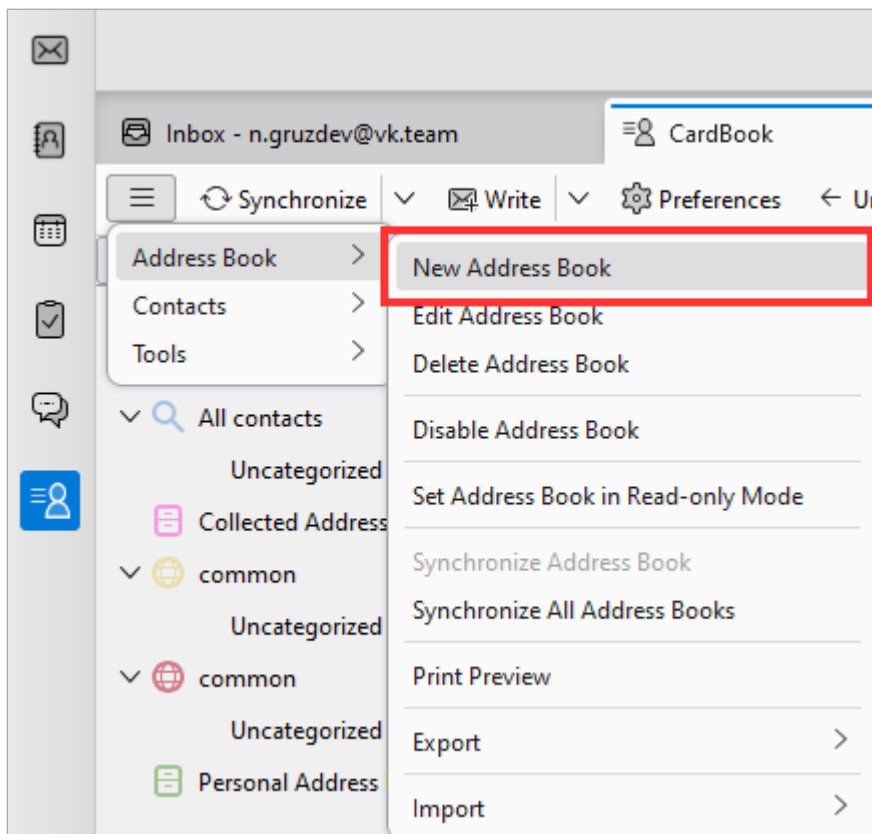 Inbox - n.gruzdev@vk.team
CardBook
Synchronize
Write
Preferences
Address Book
Contacts
Tools
New Address Book
Edit Address Book
Delete Address Book
Disable Address Book
Set Address Book in Read-only Mode
Synchronize Address Book
Synchronize All Address Books
Print Preview
Export
Import
All contacts
Uncategorized
Collected Address
common
Uncategorized
common
Uncategorized
Personal Address